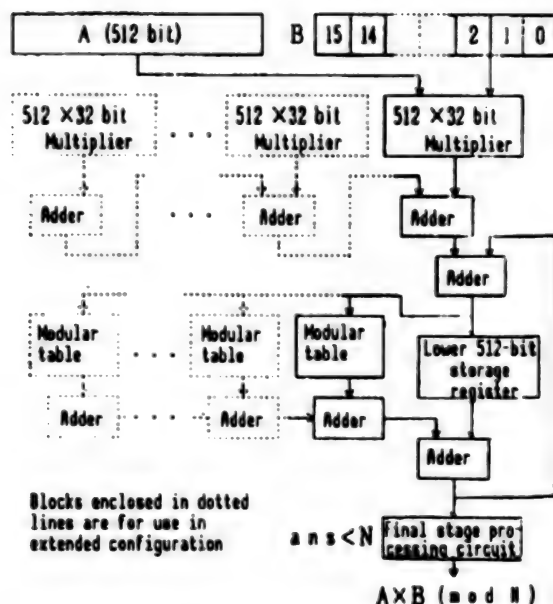 A (512 bit)
B 15 14 2 1 0
512 ×32 bit Multiplier
512 ×32 bit Multiplier
512 ×32 bit Multiplier
Adder
Adder
Adder
Adder
Modular table
Modular table
Modular table
Lower 512-bit storage register
Adder
Adder
Adder
Adder
Blocks enclosed in dotted
lines are for use in
extended configuration
ans<N
Final stage pro-
cessing circuit
A×B (mod N)